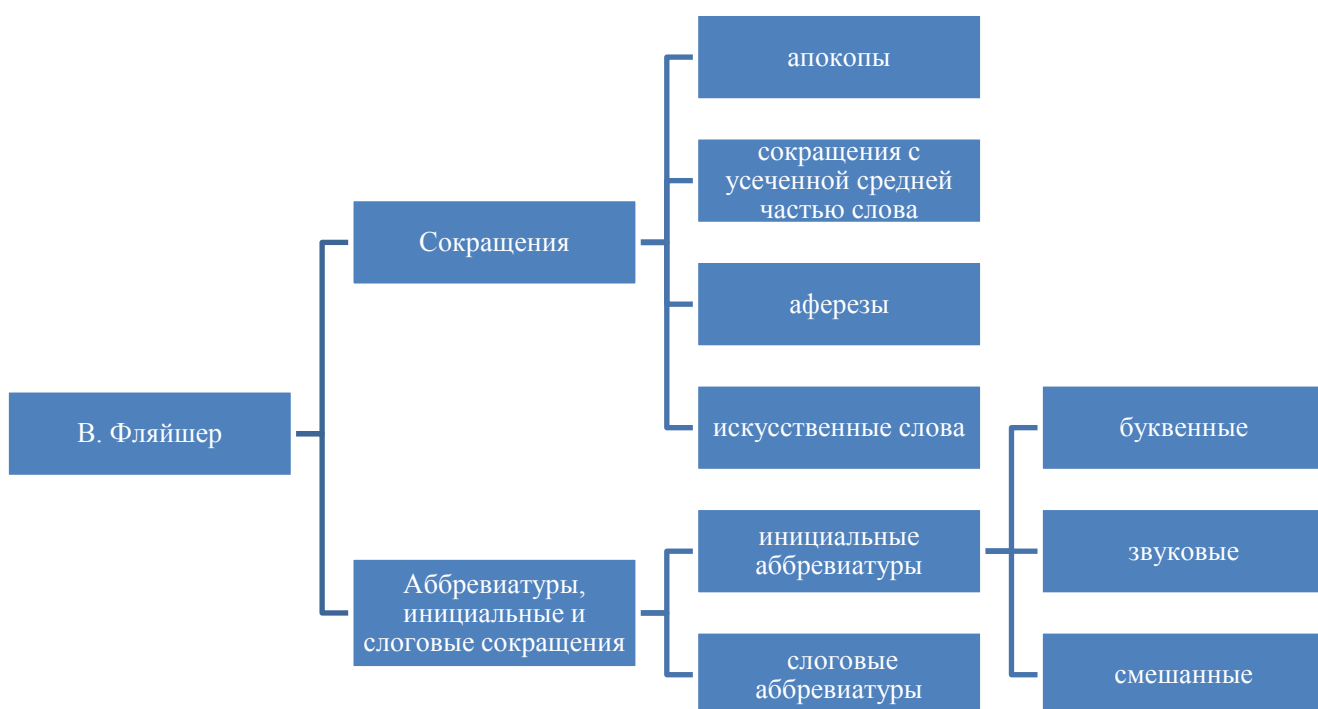 апокопы
сокращения с
усеченной средней
частью слова
Сокращения
аферезы
В. Фляйшер
искусственные слова
буквенные
инициальные
аббревиатуры
звуковые
Аббревиатуры,
инициальные и
слоговые сокращения
слоговые
аббревиатуры
смешанные